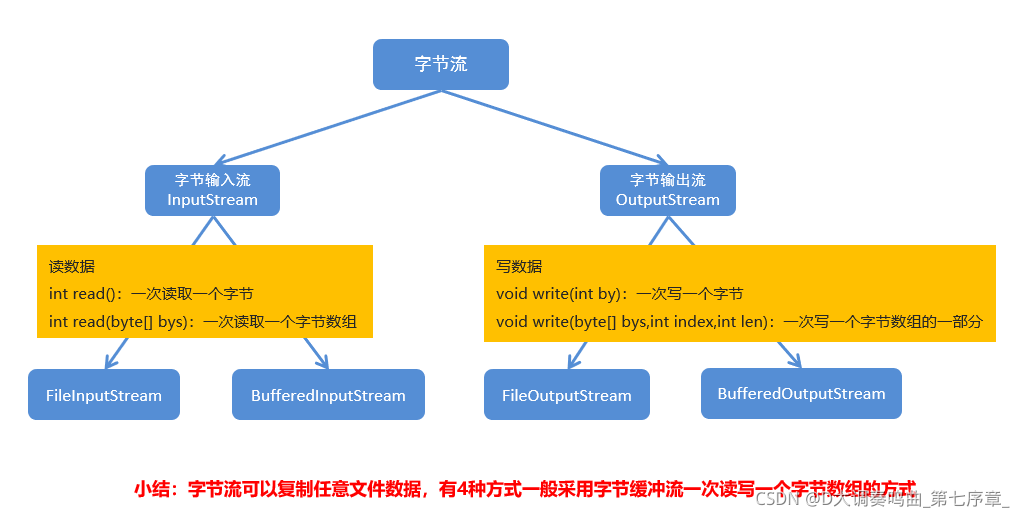 字节流
字节输入流
InputStream
字节输出流
OutputStream
读数据
int read()：一次读取一个字节
int read(byte[] bys)：一次读取一个字节数组
写数据
void write(int by)：一次写一个字节
void write(byte[] bys,int index,int len)：一次写一个字节数组的一部分
FileInputStream
BufferedInputStream
FileOutputStream
BufferedOutputStream
小结：字节流可以复制任意文件数据，有4种方式一般采用字节缓冲流一次读写一个字节数组的方式
CSDN @D大调奏鸣曲_第七序章_